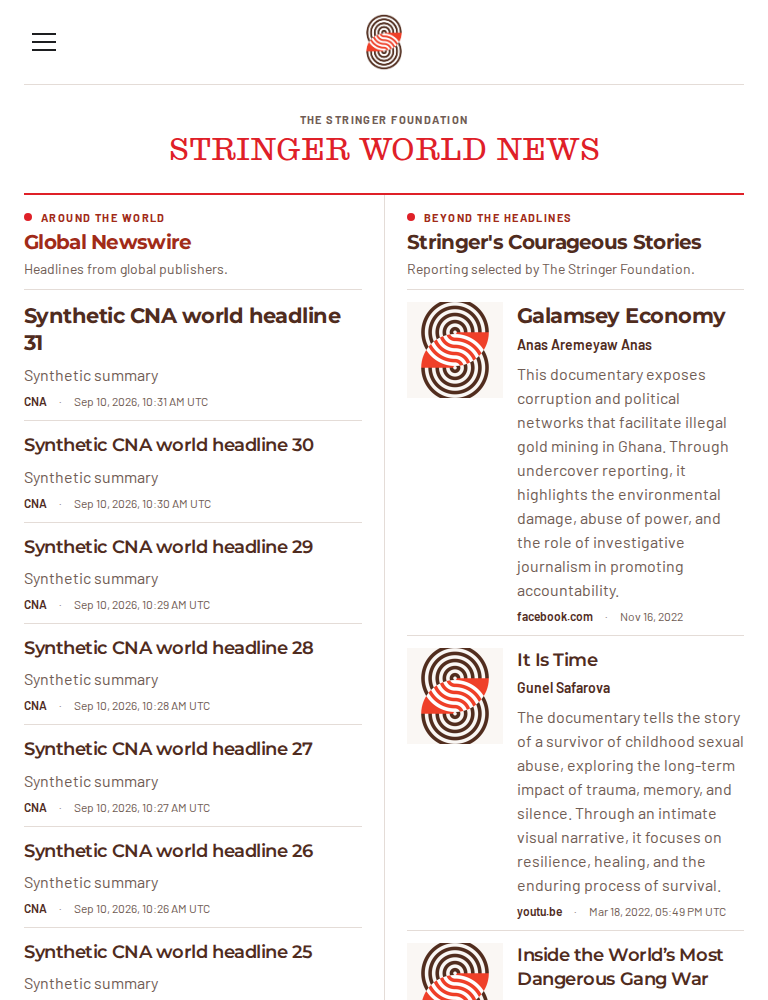 THE STRINGER FOUNDATION
STRINGER WORLD NEWS
AROUND THE WORLD
Global Newswire
Headlines from global publishers.
Synthetic CNA world headline
31
Synthetic summary
CNA · Sep 10, 2026, 10:31 AM UTC
Synthetic CNA world headline 30
Synthetic summary
CNA · Sep 10, 2026, 10:30 AM UTC
Synthetic CNA world headline 29
Synthetic summary
CNA · Sep 10, 2026, 10:29 AM UTC
Synthetic CNA world headline 28
Synthetic summary
CNA · Sep 10, 2026, 10:28 AM UTC
Synthetic CNA world headline 27
Synthetic summary
CNA · Sep 10, 2026, 10:27 AM UTC
Synthetic CNA world headline 26
Synthetic summary
CNA · Sep 10, 2026, 10:26 AM UTC
Synthetic CNA world headline 25
Synthetic summary
BEYOND THE HEADLINES
Stringer's Courageous Stories
Reporting selected by The Stringer Foundation.
Galamsey Economy
Anas Aremeyaw Anas
This documentary exposes
corruption and political
networks that facilitate illegal
gold mining in Ghana. Through
undercover reporting, it
highlights the environmental
damage, abuse of power, and
the role of investigative
journalism in promoting
accountability.
facebook.com · Nov 16, 2022
It Is Time
Gunel Safarova
The documentary tells the story
of a survivor of childhood sexual
abuse, exploring the long-term
impact of trauma, memory, and
silence. Through an intimate
visual narrative, it focuses on
resilience, healing, and the
enduring process of survival.
youtu.be · Mar 18, 2022, 05:49 PM UTC
Inside the World’s Most
Dangerous Gang War